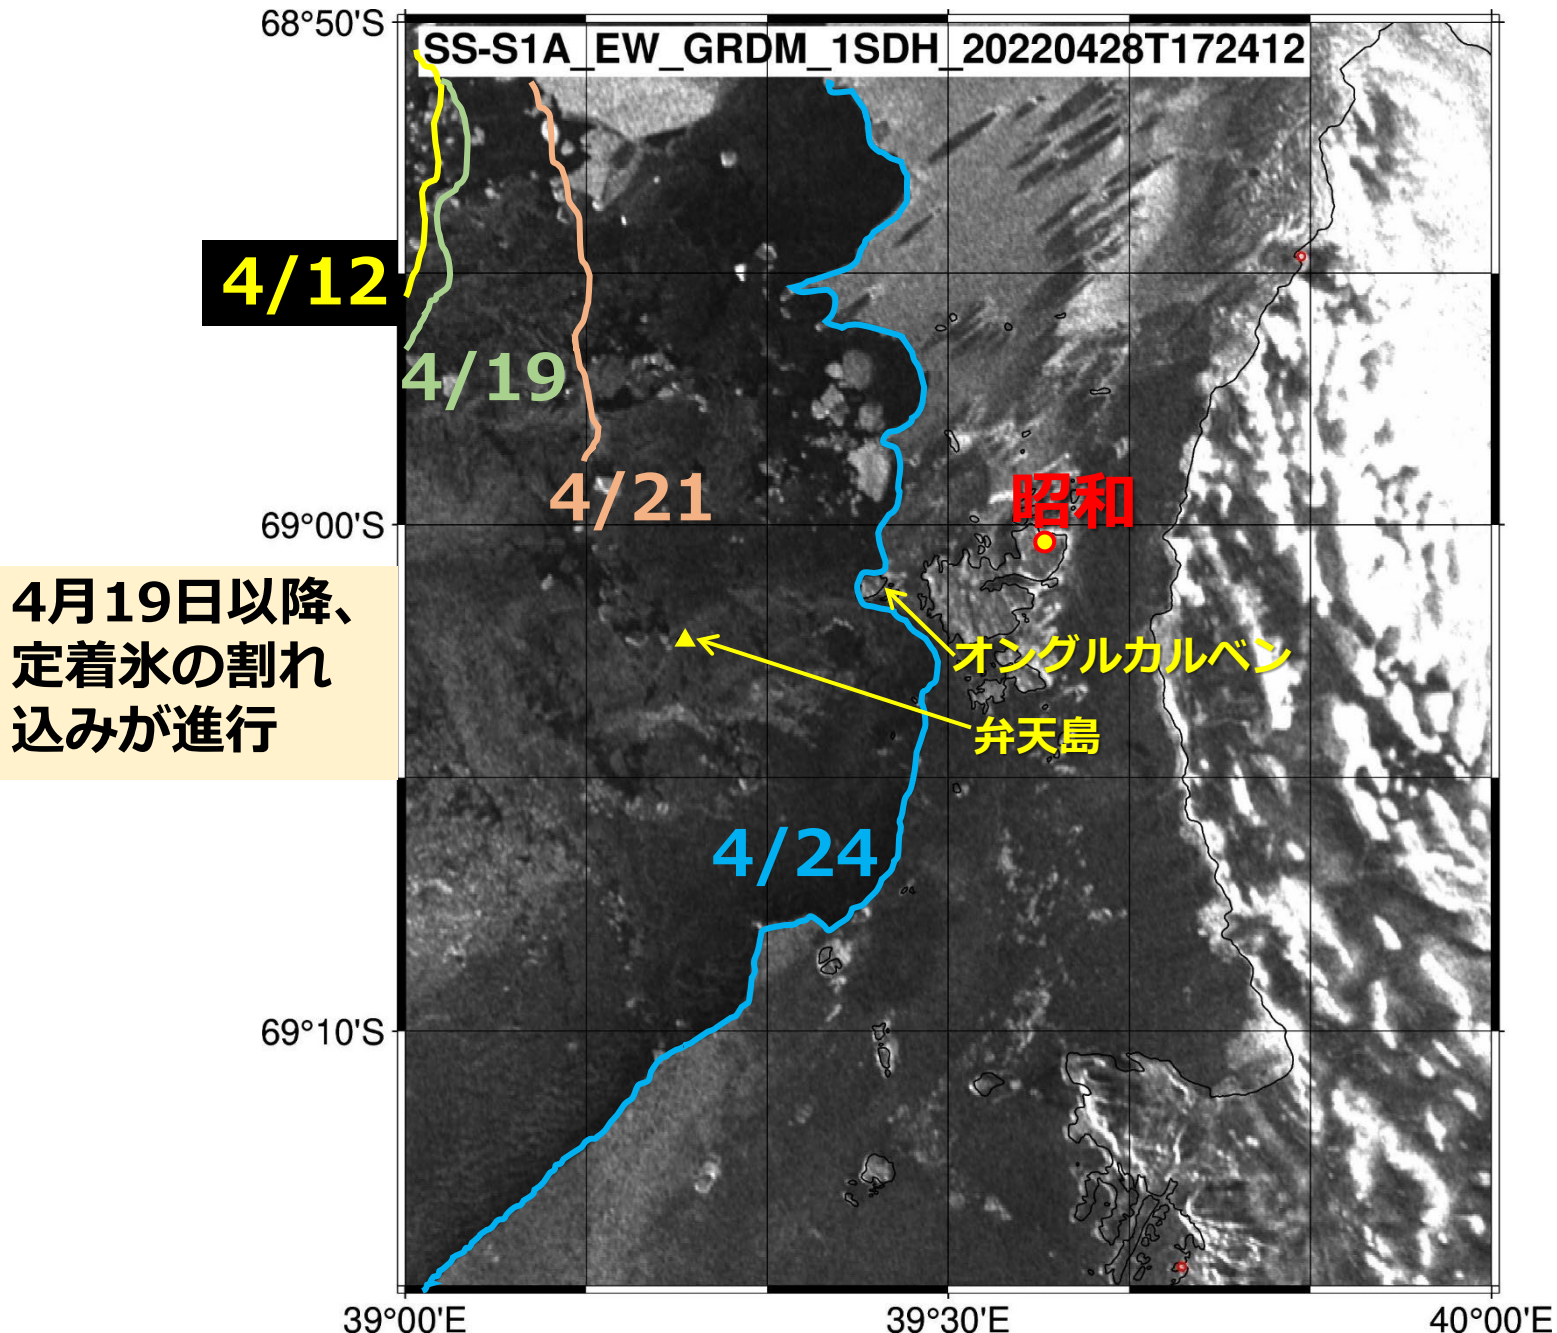 68°50'S
SS-S1A_EW_GRDM_1SDH_20220428T172412
4/12
4/19
4/21
昭和
69°00'S
4月19日以降、
定着氷の割れ
込みが進行
オングルカルベン
弁天島
4/24
69°10'S
39°00'E
39°30'E
40°00'E